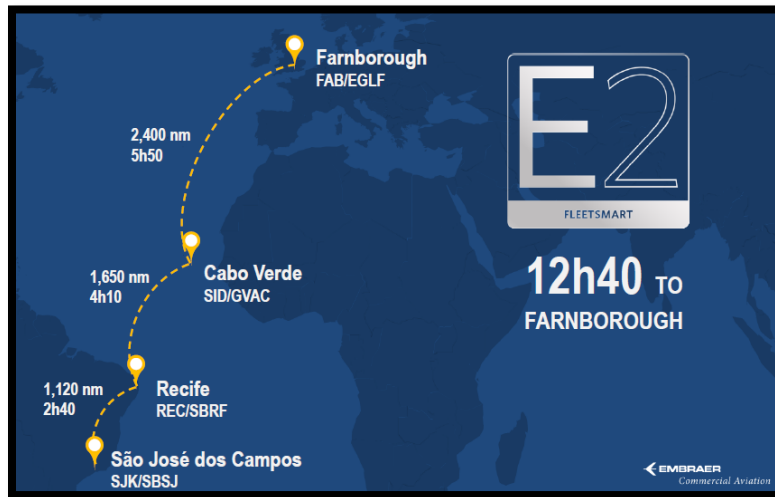 Farnborough
FAB/EGLF
2,400 nm
5h50
E2
FLEETSMART
12h40 TO
FARNBOROUGH
1,650 nm
4h10
Cabo Verde
SID/GVAC
1,120 nm
2h40
Recife
REC/SBRF
São José dos Campos
SJK/SBSJ
EMBRAER
Commercial Aviation